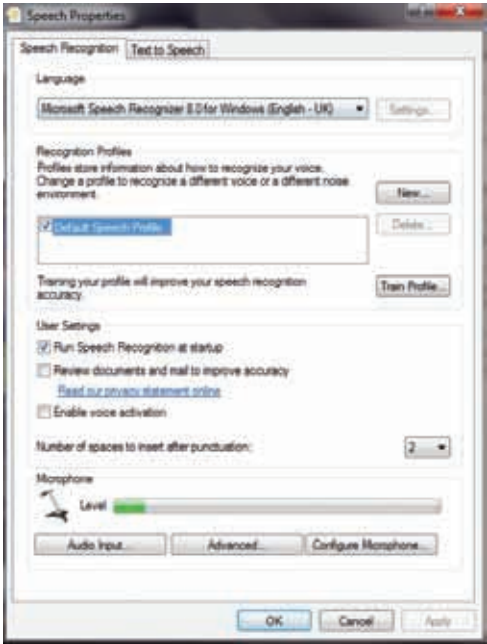 Speech Properties
Speech Recognition
Text to Speech
Language
Microsoft Speech Recognizer 8.0 for Windows (English - UK)
Settings...
Recognition Profiles
Profiles store information about how to recognize your voice.
Change a profile to recognize a different voice or a different noise
environment.
New...
Default Speech Profile
Delete...
Training your profile will improve your speech recognition
accuracy.
Train Profile...
User Settings
Run Speech Recognition at startup
Review documents and mail to improve accuracy
Read our privacy statement online
Enable voice activation
Number of spaces to insert after punctuation:
2
Microphone
Level
Audio Input...
Advanced...
Configure Microphone...
OK
Cancel
Apply